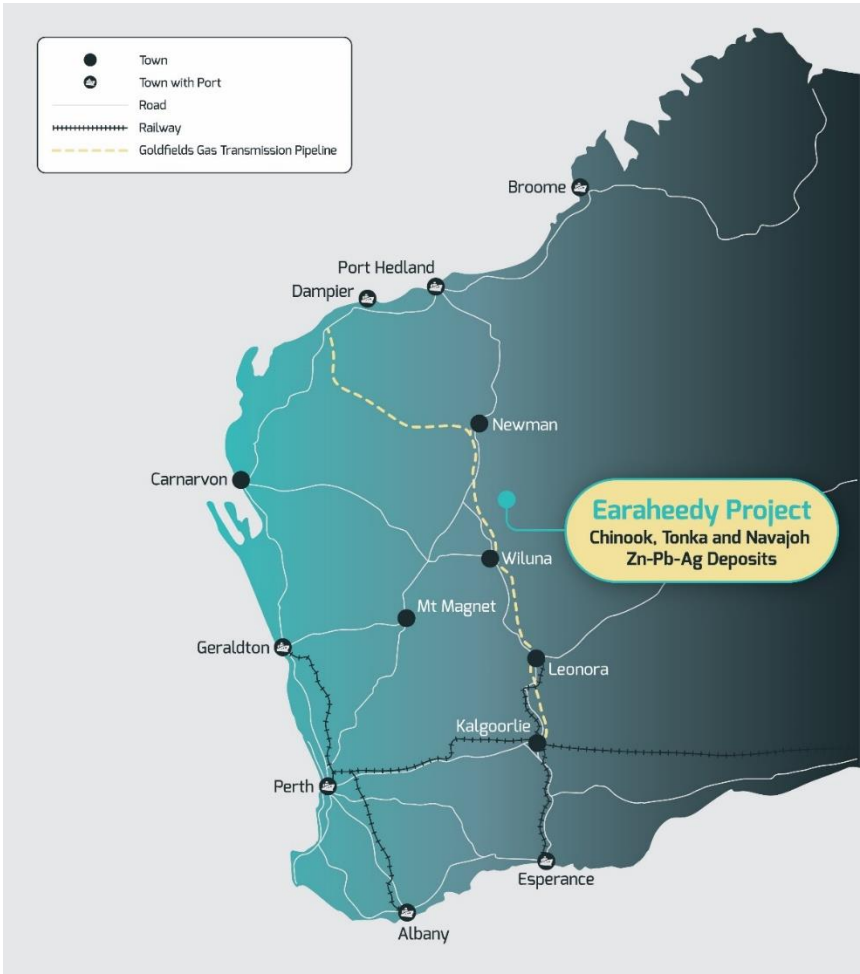 Town
Town with Port
Road
Railway
Goldfields Gas Transmission Pipeline
Broome
Port Hedland
Dampier
Newman
Carnarvon
Earaheedy Project
Chinook, Tonka and Navajoh
Zn-Pb-Ag Deposits
Wiluna
Mt Magnet
Geraldton
Leonora
Kalgoorlie
Perth
Esperance
Albany